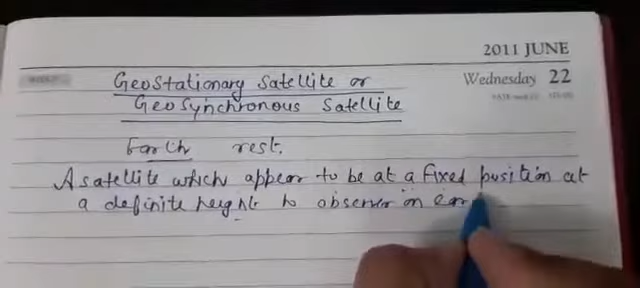 2011 JUNE
Wednesday 22
Geostationary Satellite or
Geosynchronous Satellite
Earth rest.
A satellite which appear to be at a fixed position at
a definite height to observer on ear